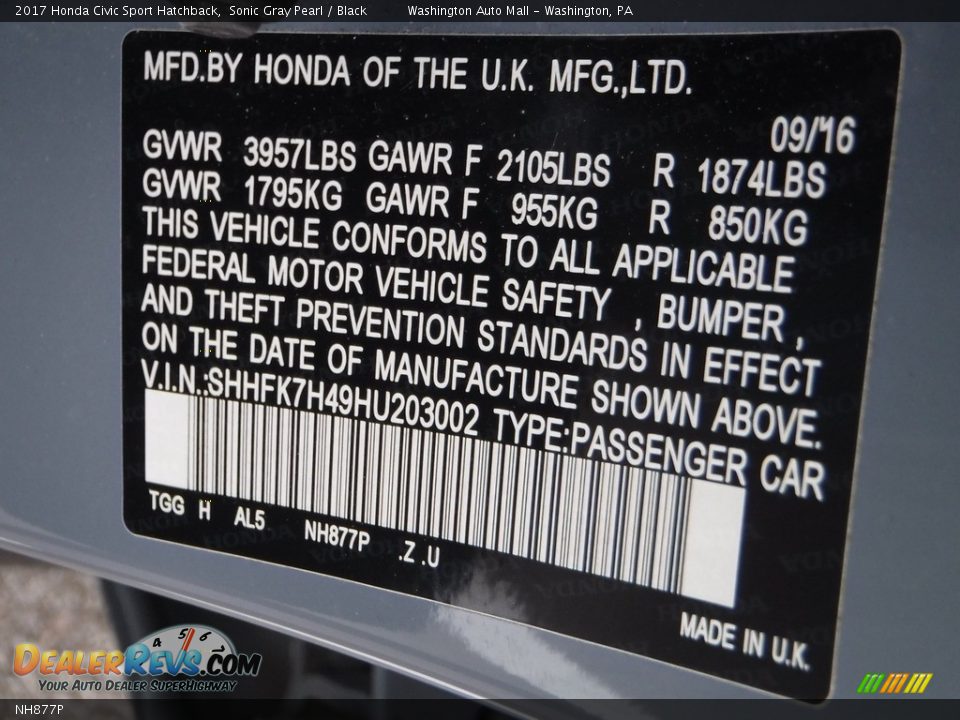 2017 Honda Civic Sport Hatchback, Sonic Gray Pearl / Black Washington Auto Mall - Washington, PA
MFD.BY HONDA OF THE U.K. MFG.,LTD.
09/'16
GVWR 3957LBS GAWR F 2105LBS R 1874LBS
GVWR 1795KG GAWR F 955KG R 850KG
THIS VEHICLE CONFORMS TO ALL APPLICABLE
FEDERAL MOTOR VEHICLE SAFETY , BUMPER ,
AND THEFT PREVENTION STANDARDS IN EFFECT
ON THE DATE OF MANUFACTURE SHOWN ABOVE.
V.I.N.:SHHFK7H49HU203002 TYPE:PASSENGER CAR
TGG H AL5 NH877P .Z .U
MADE IN U.K.
4 5 6
DEALERREVS.COM
YOUR AUTO DEALER SUPERHIGHWAY
NH877P